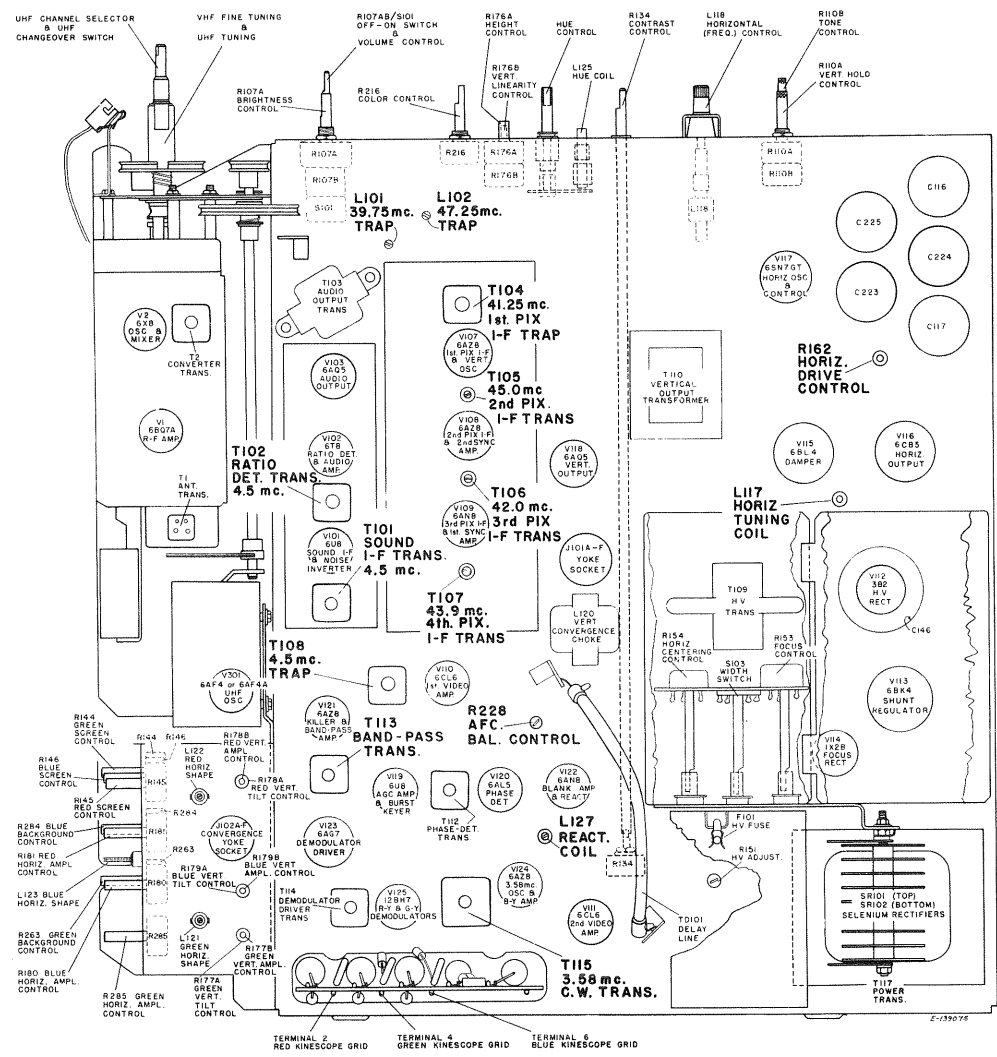 UHF CHANNEL SELECTOR
& UHF
CHANGEOVER SWITCH
VHF FINE TUNING
&
UHF TUNING
R107AB/S101
OFF-ON SWITCH
&
VOLUME CONTROL
R176A
HEIGHT
CONTROL
HUE
CONTROL
R134
CONTRAST
CONTROL
L118
HORIZONTAL
(FREQ.) CONTROL
R110B
TONE
CONTROL
R107A
BRIGHTNESS
CONTROL
R216
COLOR CONTROL
R176B
VERT.
LINEARITY
CONTROL
L125
HUE COIL
R110A
VERT HOLD
CONTROL
R107A
R107B
S101
R216
R176A
R176B
L118
R110A
R110B
L101
39.75mc.
TRAP
L102
47.25mc.
TRAP
C116
C225
C224
C223
C117
V117
6SN7GT
HORIZ OSC
&
CONTROL
T103
AUDIO
OUTPUT
TRANS
T104
41.25 mc.
1st. PIX
I-F TRAP
V2
6X8
OSC &
MIXER
T2
CONVERTER
TRANS.
V107
6AZ8
1st. PIX I-F
& VERT.
OSC
R162
HORIZ.
DRIVE
CONTROL
V103
6AQ5
AUDIO
OUTPUT
T105
45.0mc
2nd PIX.
I-F TRANS
T110
VERTICAL
OUTPUT
TRANSFORMER
V1
6BQ7A
R-F AMP.
V102
6T8
RATIO DET.
& AUDIO
AMP.
V108
6AZ8
2nd PIX I-F
& 2nd SYNC
AMP.
V118
6AQ5
VERT.
OUTPUT
V115
6BL4
DAMPER
V116
6CB3
HORIZ
OUTPUT
T102
RATIO
DET. TRANS.
4.5 mc.
T1
ANT.
TRANS.
T106
42.0 mc.
3rd PIX
I-F TRANS
L117
HORIZ
TUNING
COIL
V109
6AN8
3rd PIX I-F
& 1st. SYNC
AMP.
T101
SOUND
I-F TRANS.
4.5 mc.
V101
6U8
SOUND I-F
& NOISE
INVERTER
J101A-F
YOKE
SOCKET
V112
3B2
H V
RECT
C146
T109
H V
TRANS
T107
43.9 mc.
4th. PIX.
I-F TRANS
L120
VERT
CONVERGENCE
CHOKE
R154
HORIZ
CENTERING
CONTROL
R153
FOCUS
CONTROL
S103
WIDTH
SWITCH
T108
4.5mc.
TRAP
V301
6AF4 or 6AF4A
UHF
OSC
V110
6CL6
1st. VIDEO
AMP.
V113
6BK4
SHUNT
REGULATOR
V121
6AZ8
KILLER &
BAND-PASS
AMP.
R228
AFC.
BAL. CONTROL
T113
BAND-PASS
TRANS.
V114
1X2B
FOCUS
RECT
R144
GREEN
SCREEN
CONTROL
R144
R146
L122
RED
HORIZ
SHAPE
R178B
RED VERT.
AMPL.
CONTROL
R146
BLUE
SCREEN
CONTROL
R145
R178A
RED VERT
TILT CONTROL
V119
6U8
AGC AMP
& BURST
KEYER
V120
6AL5
PHASE
DET
V122
6AN8
BLANK AMP
& REACT.
R145
RED SCREEN
CONTROL
T112
PHASE-DET.
TRANS.
F101
HV FUSE
R284 BLUE
BACKGROUND
CONTROL
R284
R181
J102A-F
CONVERGENCE
YOKE
SOCKET
V123
6AG7
DEMODULATOR
DRIVER
L127
REACT.
COIL
R151
HV ADJUST.
R181 RED
HORIZ. AMPL
CONTROL
R263
R179A
BLUE VERT
TILT CONTROL
R179B
BLUE VERT
AMPL CONTROL
R134
L123 BLUE
HORIZ. SHAPE
R180
T114
DEMODULATOR
DRIVER
TRANS
V125
12BH7
R-Y & G-Y
DEMODULATORS
V124
6AZ8
3.58mc.
OSC &
B-Y AMP
SR101 (TOP)
SR102 (BOTTOM)
SELENIUM RECTIFIERS
R263 GREEN
BACKGROUND
CONTROL
R285
L121
GREEN
HORIZ.
SHAPE
R177B
GREEN
VERT. AMPL.
CONTROL
V111
6CL6
2nd VIDEO
AMP.
TD101
DELAY
LINE
R180 BLUE
HORIZ. AMPL.
CONTROL
R177A
GREEN
VERT.
TILT
CONTROL
T115
3.58 mc.
C.W. TRANS.
T117
POWER
TRANS.
R285 GREEN
HORIZ. AMPL.
CONTROL
TERMINAL 2
RED KINESCOPE GRID
TERMINAL 4
GREEN KINESCOPE GRID
TERMINAL 6
BLUE KINESCOPE GRID
E-139075